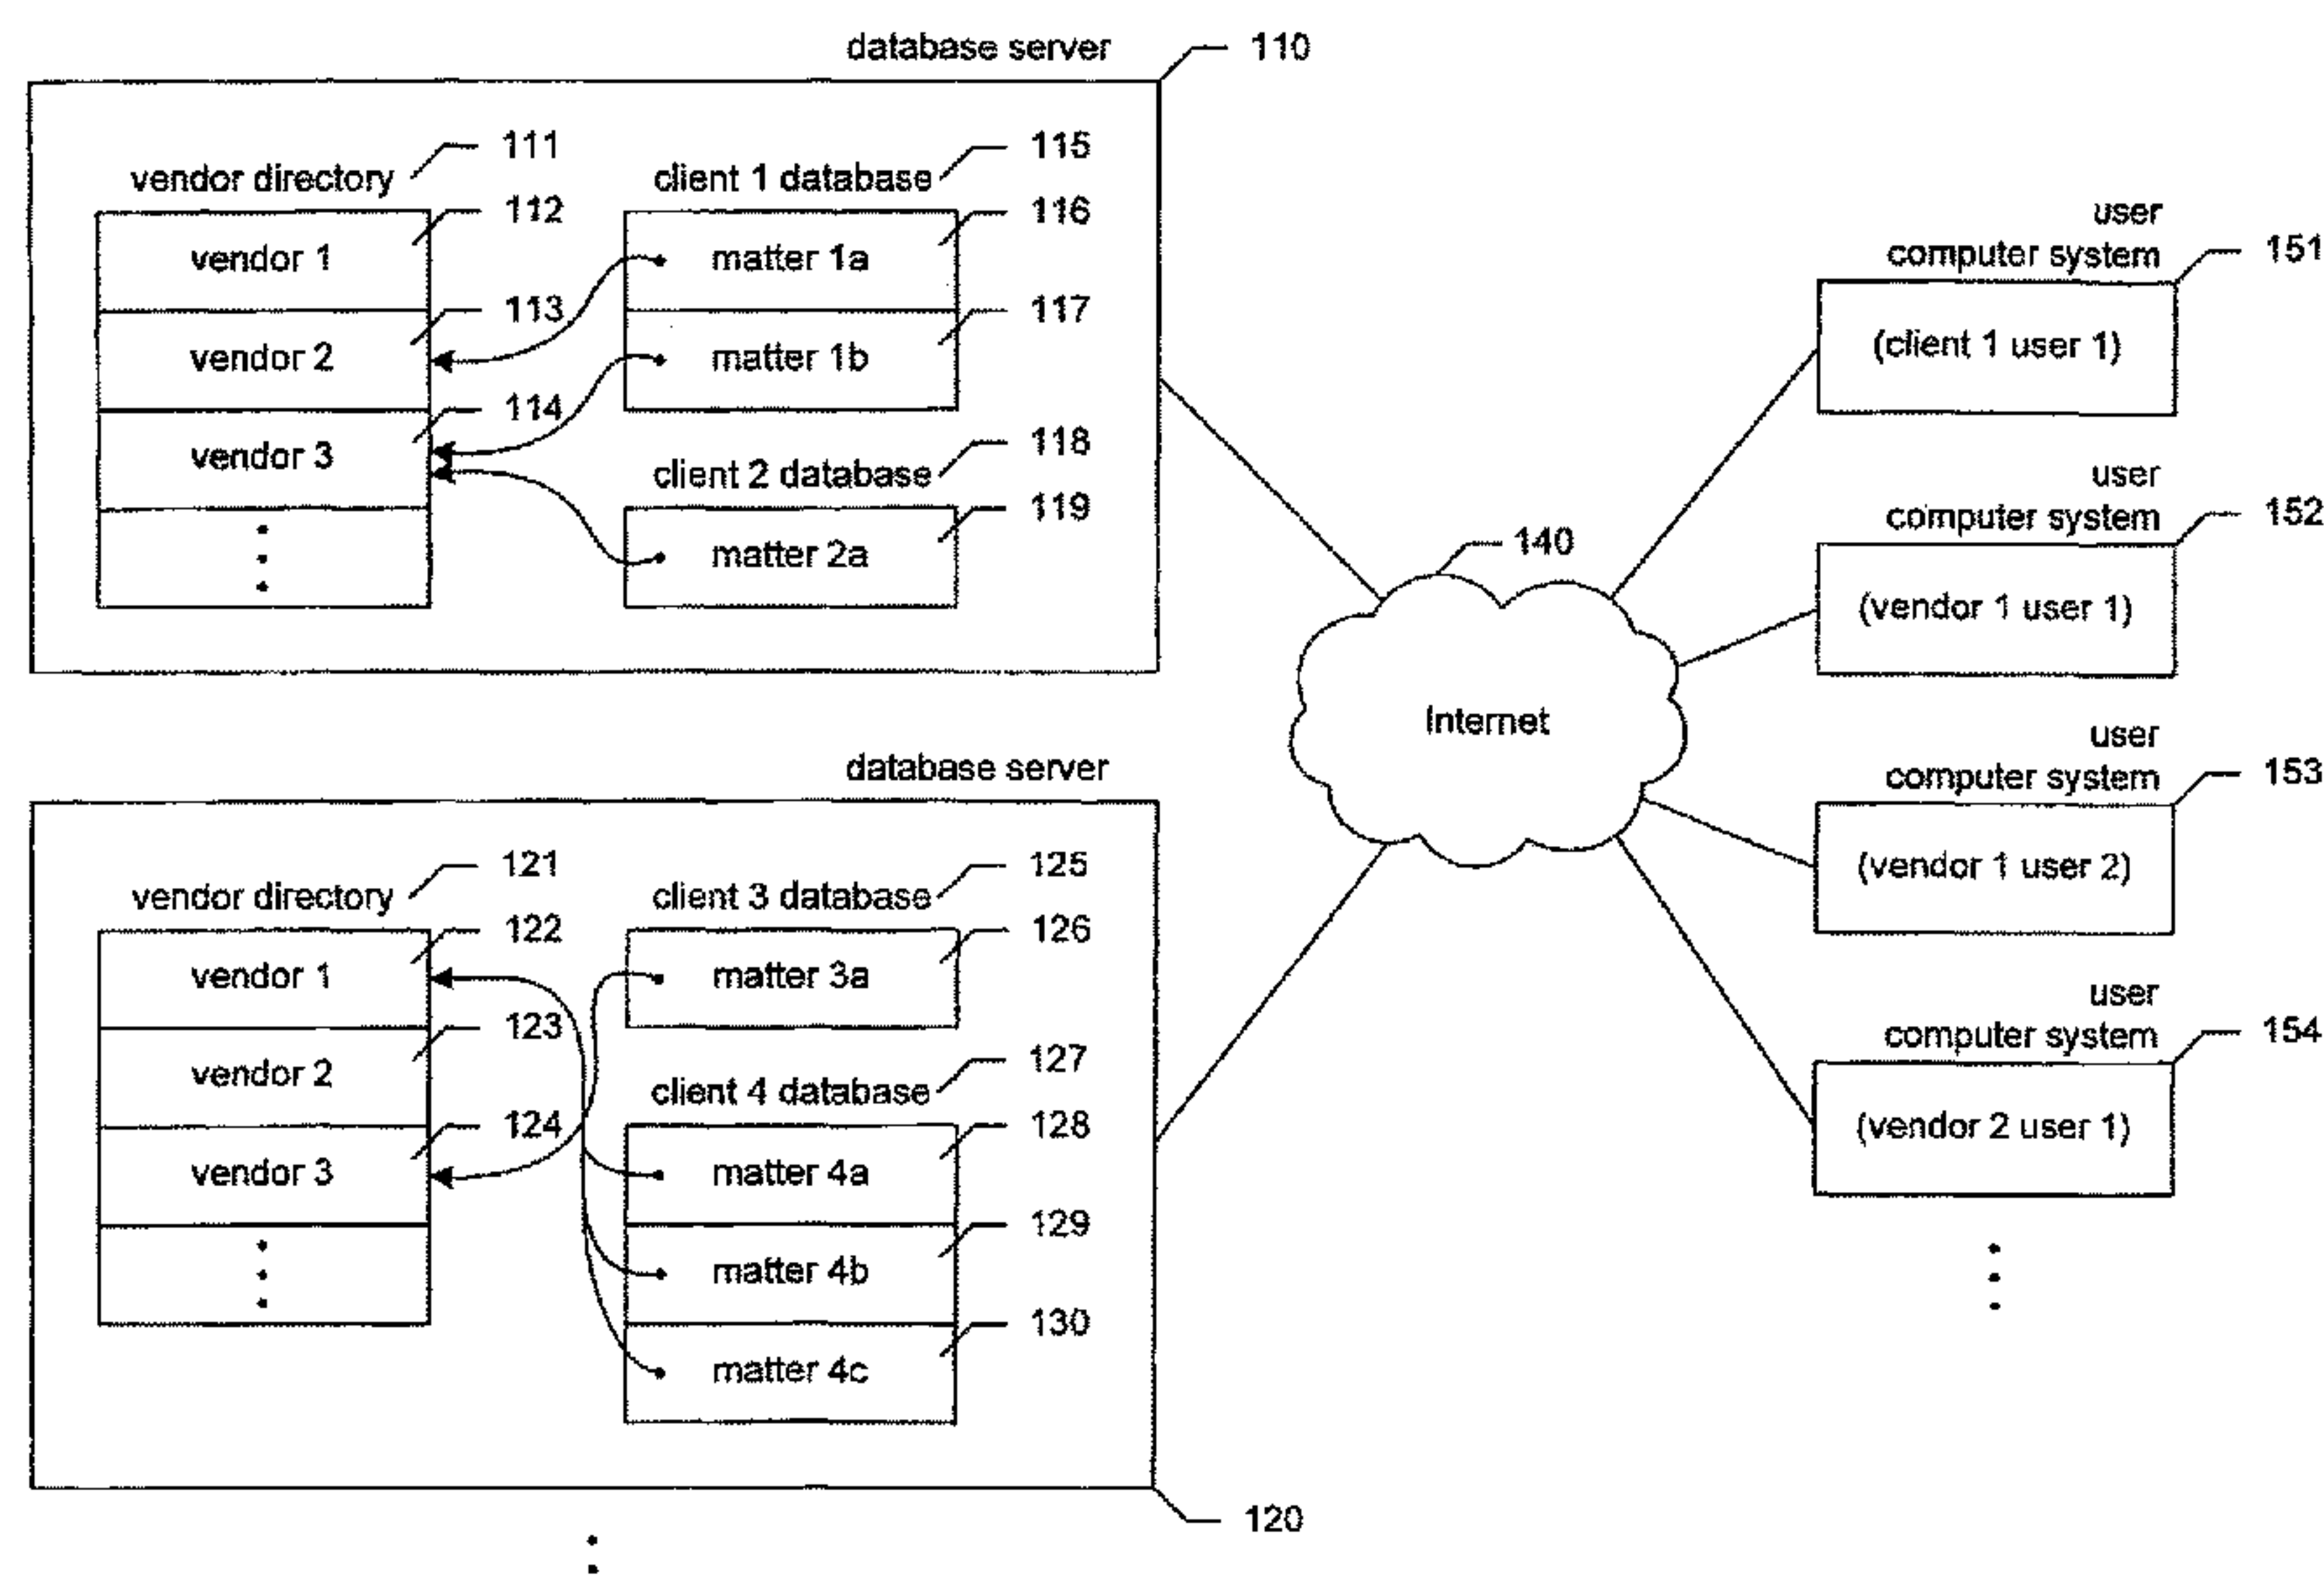 database server 110
vendor directory 111
112
vendor 1
113
vendor 2
114
vendor 3
client 1 database 115
116
matter 1a
117
matter 1b
client 2 database 118
119
matter 2a
database server
vendor directory 121
122
vendor 1
123
vendor 2
124
vendor 3
client 3 database 125
126
matter 3a
client 4 database 127
128
matter 4a
129
matter 4b
130
matter 4c
120
140
Internet
user
computer system 151
(client 1 user 1)
user
computer system 152
(vendor 1 user 1)
user
computer system 153
(vendor 1 user 2)
user
computer system 154
(vendor 2 user 1)